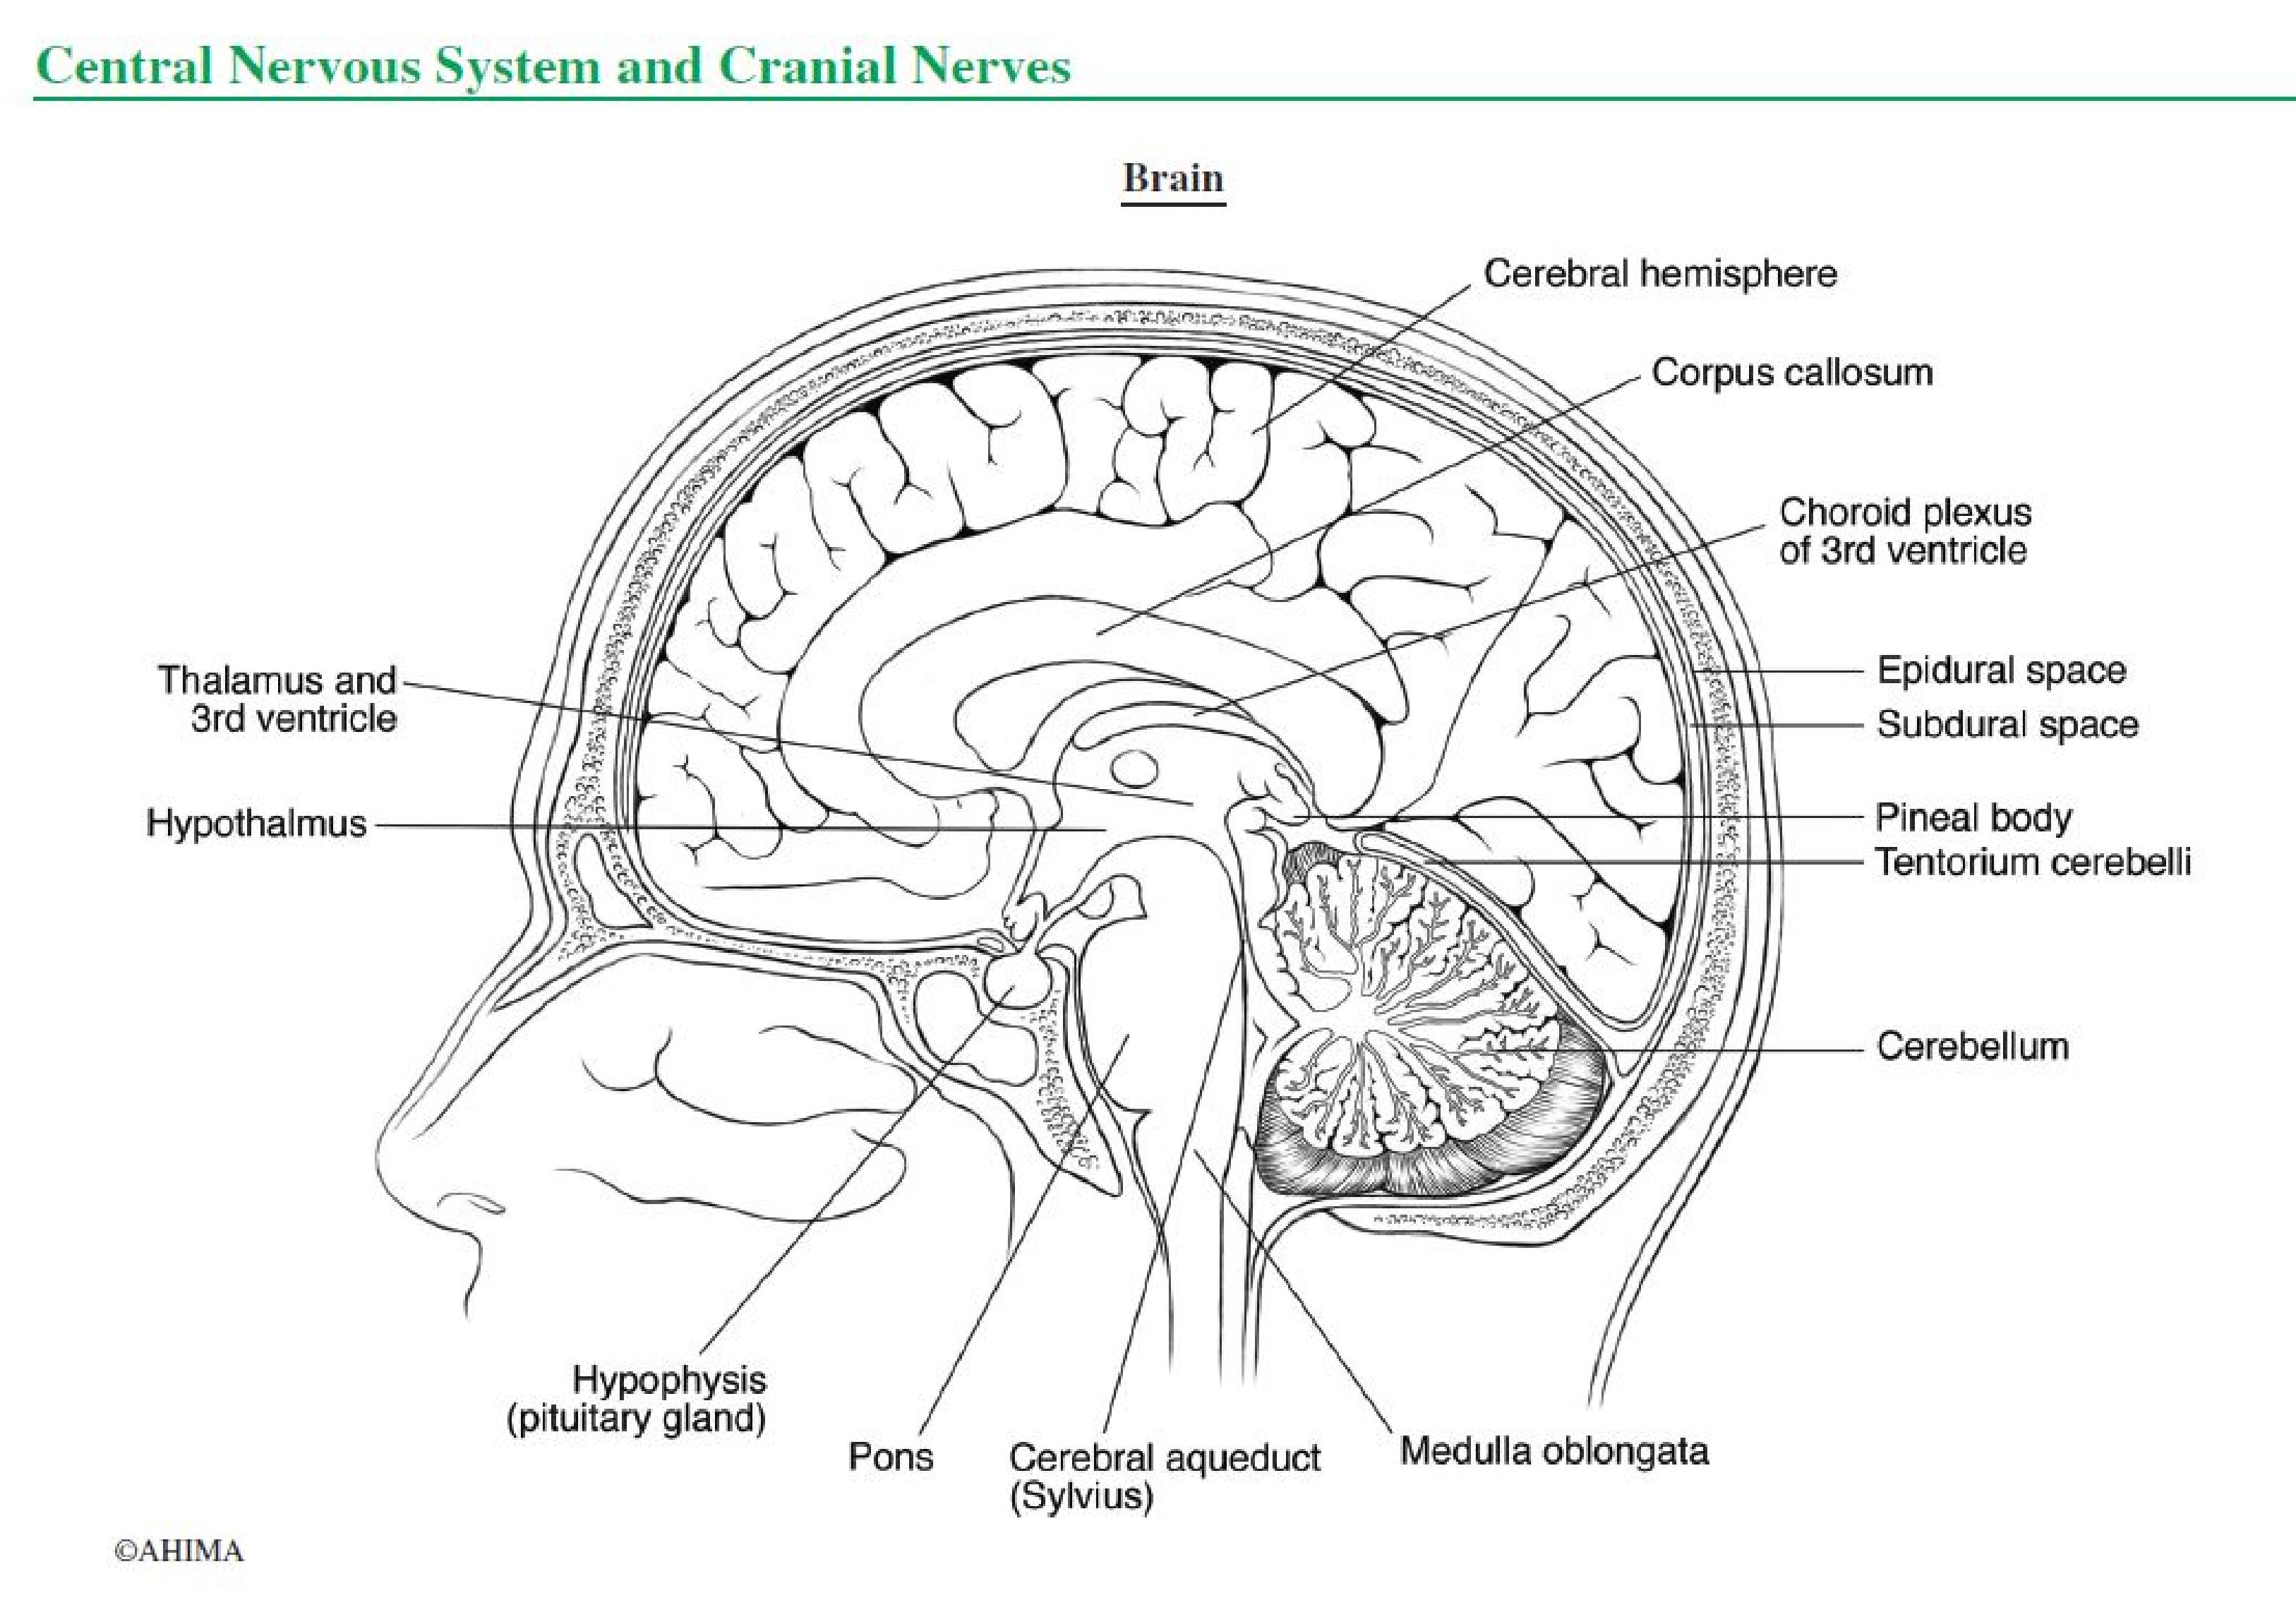 Central Nervous System and Cranial Nerves
Brain
Cerebral hemisphere
Corpus callosum
Choroid plexus
of 3rd ventricle
Thalamus and
3rd ventricle
Epidural space
Subdural space
Hypothalmus
Pineal body
Tentorium cerebelli
Cerebellum
Hypophysis
(pituitary gland)
Pons
Cerebral aqueduct
(Sylvius)
Medulla oblongata
©AHIMA